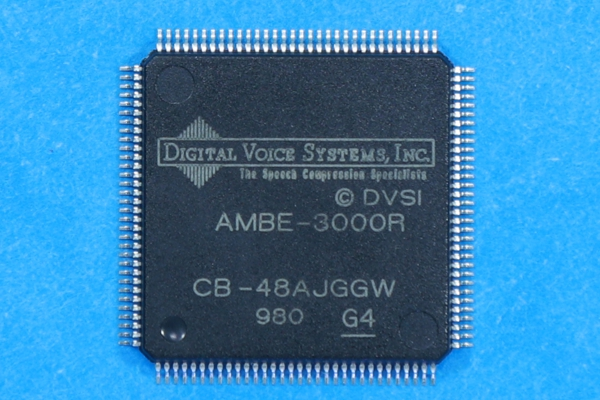 DIGITAL VOICE SYSTEMS, INC.
The Speech Compression Specialists
© DVSI
AMBE-3000R
CB-48AJGGW
980 G4